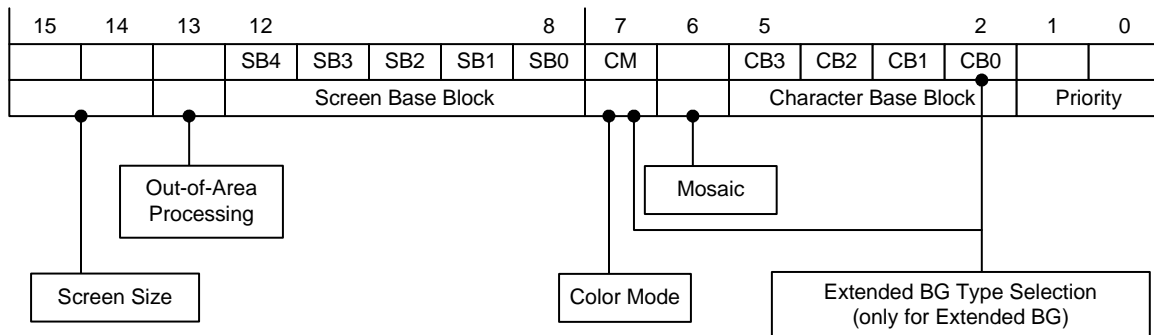 15 14 13 12 8 7 6 5 2 1 0
SB4 SB3 SB2 SB1 SB0 CM CB3 CB2 CB1 CB0
Screen Base Block Character Base Block Priority
Out-of-Area
Processing
Mosaic
Screen Size
Color Mode
Extended BG Type Selection
(only for Extended BG)